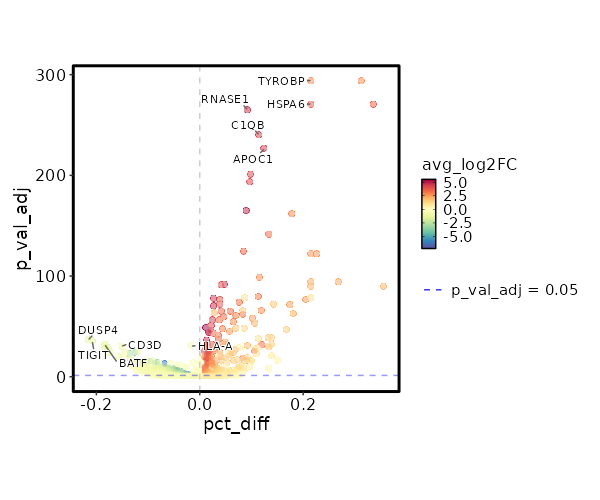 300
200
100
0
-0.2
0.0
0.2
p_val_adj
pct_diff
TYROBP
RNASE1
HSPA6
C1QB
APOC1
DUSP4
TIGIT
BATF
CD3D
HLA-A
avg_log2FC
5.0
2.5
0.0
-2.5
-5.0
p_val_adj = 0.05